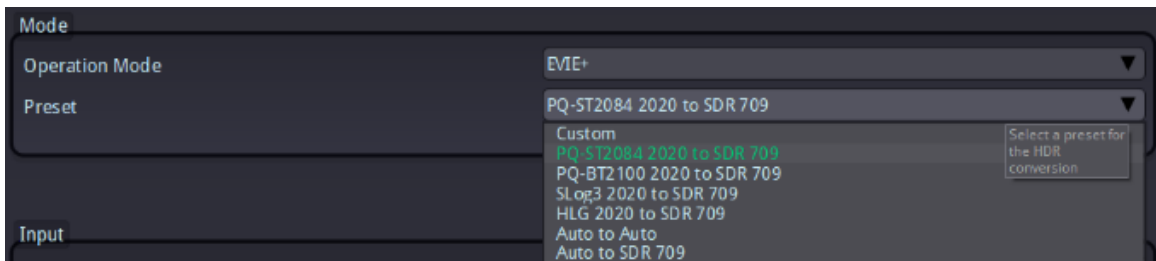 Mode
Operation Mode
EVIE+
Preset
PQ-ST2084 2020 to SDR 709
Custom
PQ-ST2084 2020 to SDR 709
PQ-BT2100 2020 to SDR 709
SLog3 2020 to SDR 709
HLG 2020 to SDR 709
Auto to Auto
Auto to SDR 709
Select a preset for
the HDR
conversion
Input